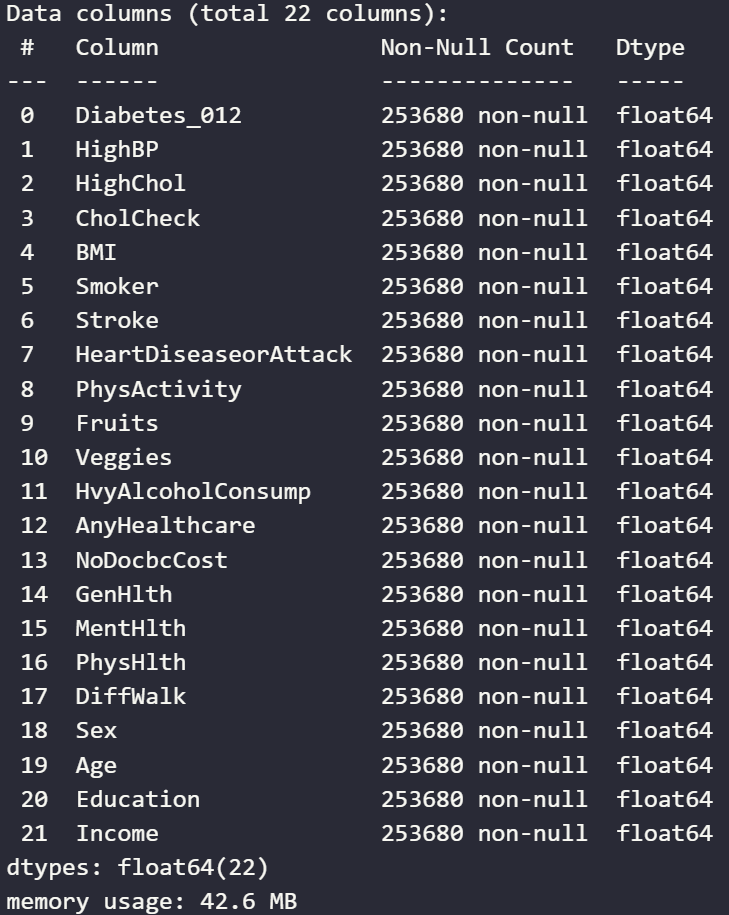 Data columns (total 22 columns):
 #   Column                Non-Null Count   Dtype
---  ------                --------------   -----
 0   Diabetes_012          253680 non-null  float64
 1   HighBP                253680 non-null  float64
 2   HighChol              253680 non-null  float64
 3   CholCheck             253680 non-null  float64
 4   BMI                   253680 non-null  float64
 5   Smoker                253680 non-null  float64
 6   Stroke                253680 non-null  float64
 7   HeartDiseaseorAttack  253680 non-null  float64
 8   PhysActivity          253680 non-null  float64
 9   Fruits                253680 non-null  float64
 10  Veggies               253680 non-null  float64
 11  HvyAlcoholConsump     253680 non-null  float64
 12  AnyHealthcare         253680 non-null  float64
 13  NoDocbcCost           253680 non-null  float64
 14  GenHlth               253680 non-null  float64
 15  MentHlth              253680 non-null  float64
 16  PhysHlth              253680 non-null  float64
 17  DiffWalk              253680 non-null  float64
 18  Sex                   253680 non-null  float64
 19  Age                   253680 non-null  float64
 20  Education             253680 non-null  float64
 21  Income                253680 non-null  float64
dtypes: float64(22)
memory usage: 42.6 MB